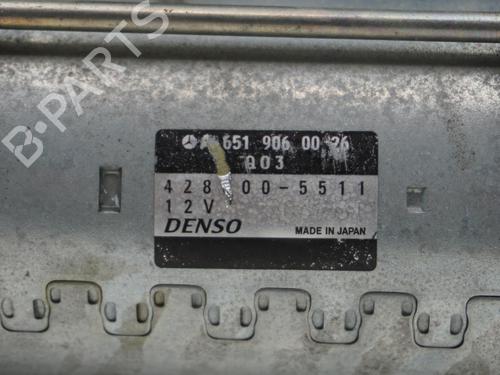 B-PARTS
A 651 906 00 26
003
428 00-5511
12V
DENSO
MADE IN JAPAN